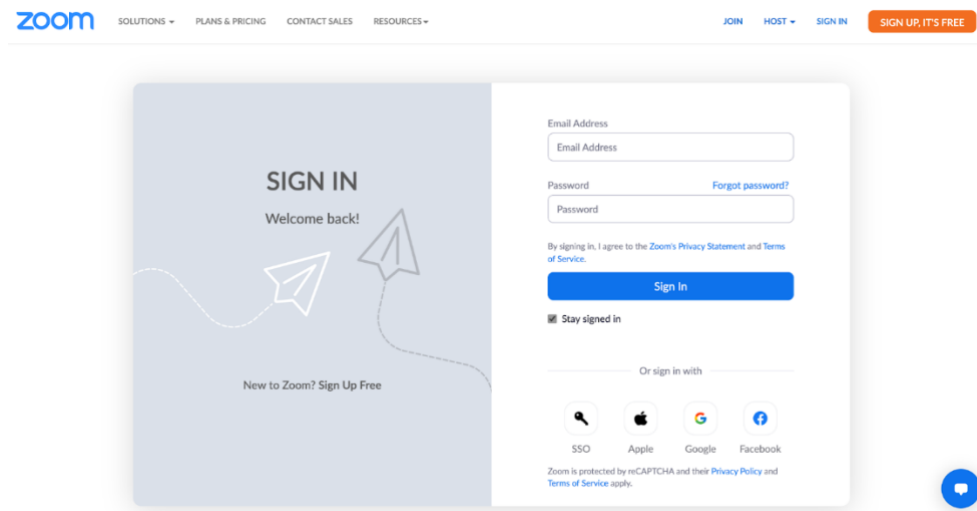 zoom
SOLUTIONS PLANS & PRICING CONTACT SALES RESOURCES JOIN HOST SIGN IN SIGN UP, IT'S FREE
SIGN IN
Welcome back!
New to Zoom? Sign Up Free
Email Address
Email Address
Password Forgot password?
Password
By signing in, I agree to the Zoom's Privacy Statement and Terms
of Service.
Sign In
Stay signed in
Or sign in with
SSO Apple Google Facebook
Zoom is protected by reCAPTCHA and their Privacy Policy and
Terms of Service apply.